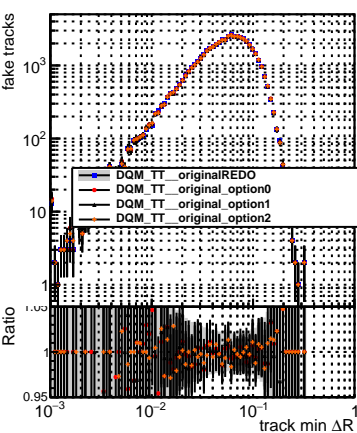 fake tracks
10³
10²
10
1
DQM_TT__originalREDO
DQM_TT__original_option0
DQM_TT__original_option1
DQM_TT__original_option2
Ratio
1.05
1
0.95
10⁻³ 10⁻² 10⁻¹ 1
track min ΔR